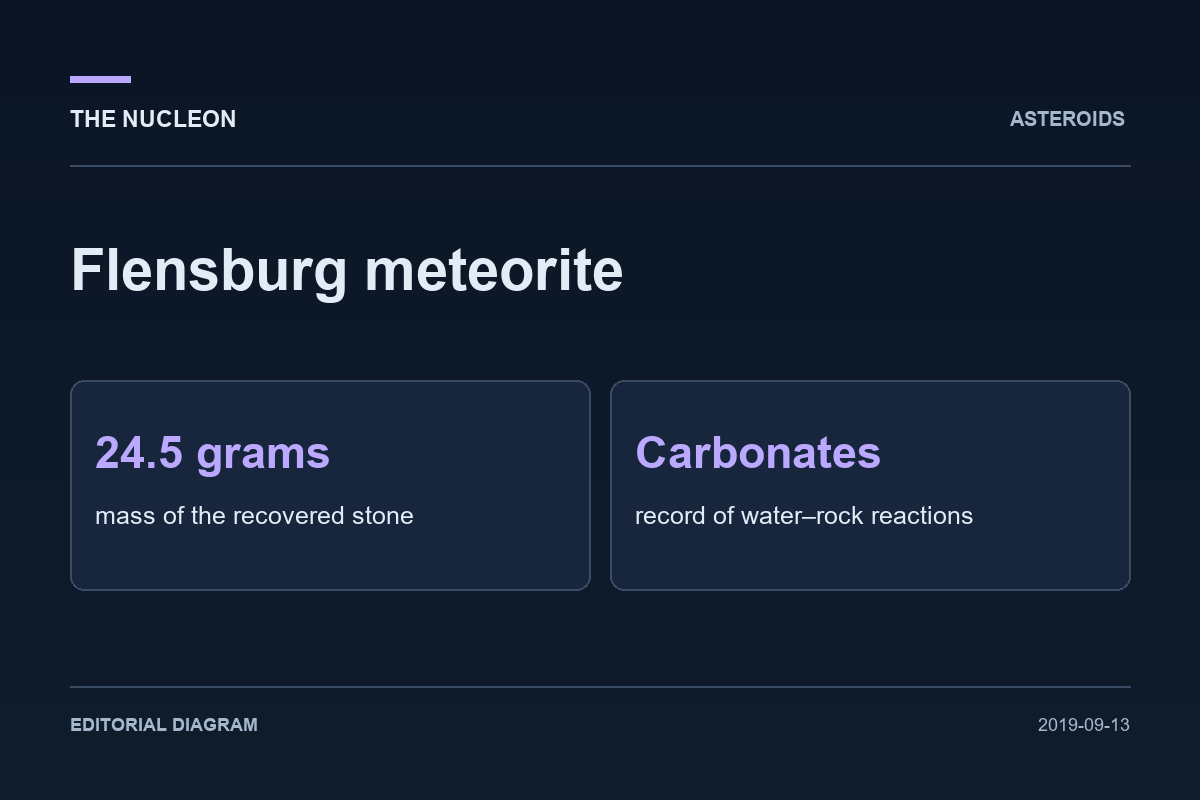 THE NUCLEON
ASTEROIDS
Flensburg meteorite
24.5 grams
mass of the recovered stone
Carbonates
record of water–rock reactions
EDITORIAL DIAGRAM
2019-09-13